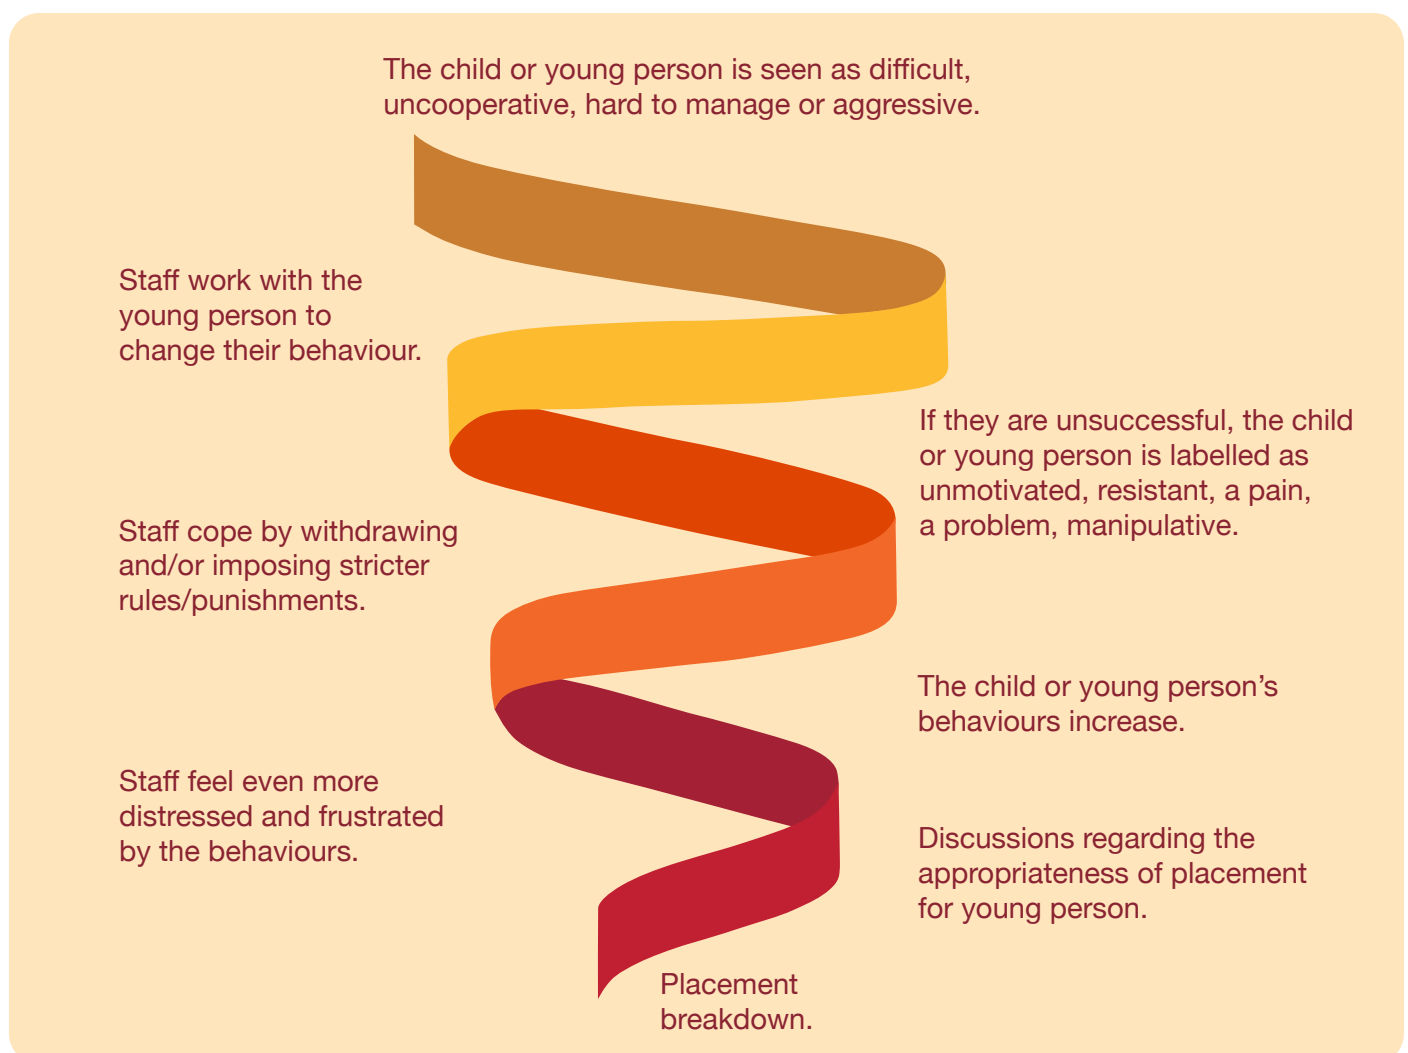 The child or young person is seen as difficult,
uncooperative, hard to manage or aggressive.
Staff work with the
young person to
change their behaviour.
If they are unsuccessful, the child
or young person is labelled as
unmotivated, resistant, a pain,
a problem, manipulative.
Staff cope by withdrawing
and/or imposing stricter
rules/punishments.
The child or young person’s
behaviours increase.
Staff feel even more
distressed and frustrated
by the behaviours.
Discussions regarding the
appropriateness of placement
for young person.
Placement
breakdown.